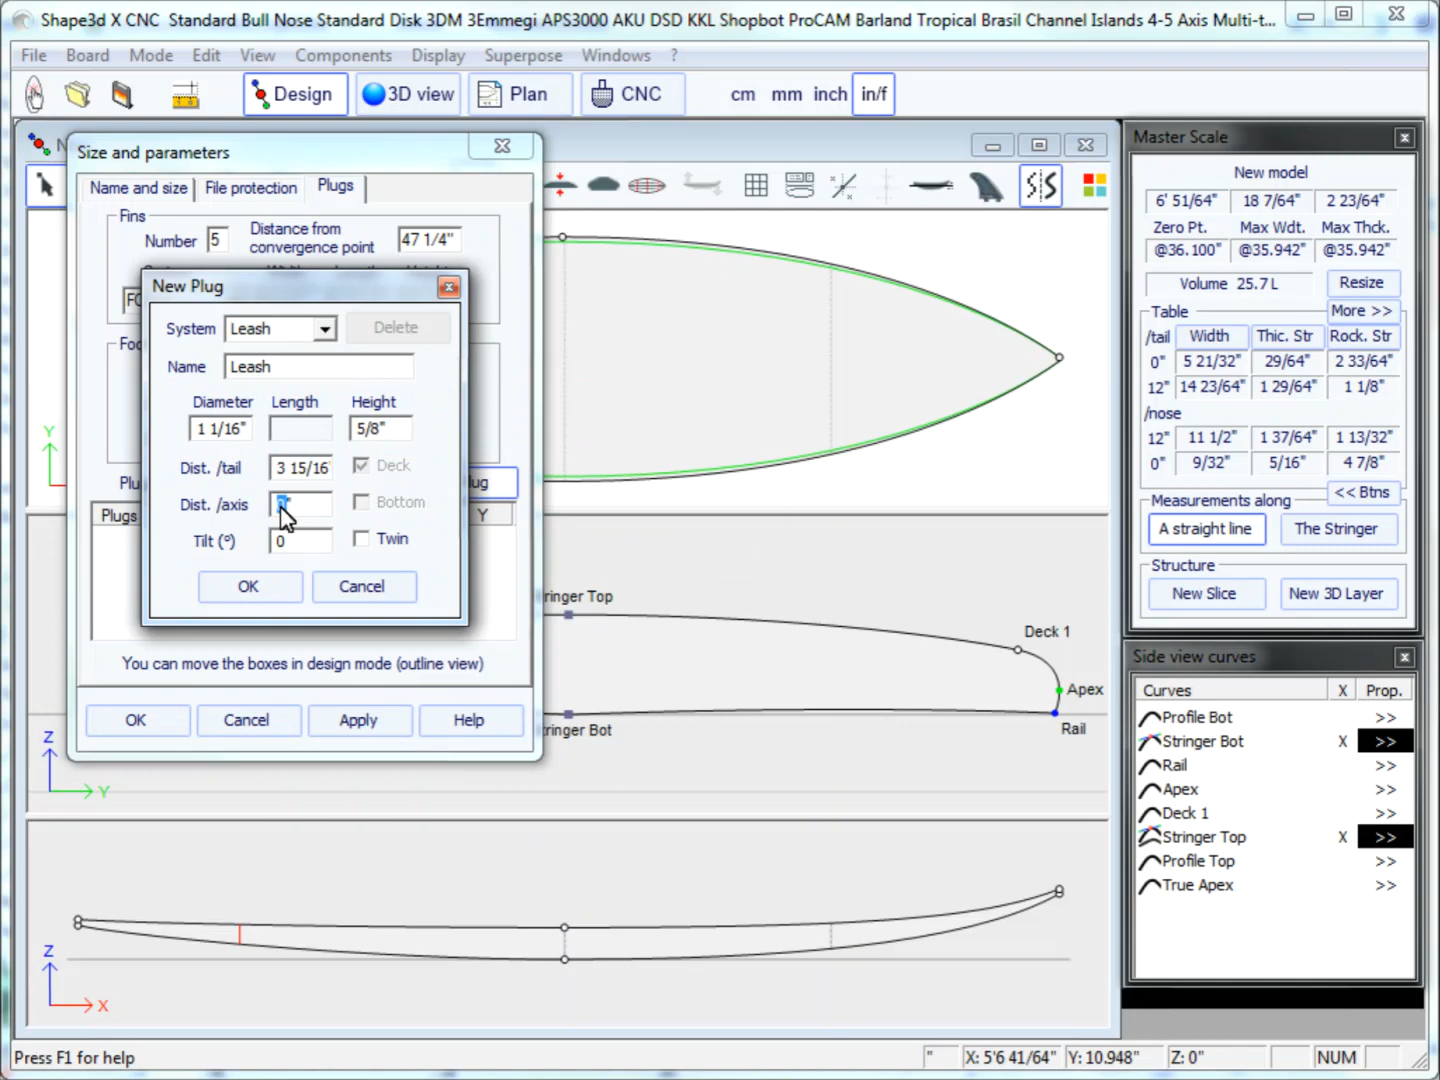 Shape3d X CNC  Standard Bull Nose Standard Disk 3DM 3Emmegi APS3000 AKU DSD KKL Shopbot ProCAM Barland Tropical Brasil Channel Islands 4-5 Axis Multi-t...
File Board Mode Edit View Components Display Superpose Windows ?
Design 3D view Plan CNC cm mm inch in/f
Size and parameters
Name and size File protection Plugs
Fins
Number 5 Distance from convergence point 47 1/4"
New Plug
System Leash Delete
Name Leash
Diameter Length Height
1 1/16" 5/8"
Dist. /tail 3 15/16 Deck
Dist. /axis Bottom
Tilt (°) 0 Twin
OK Cancel
Plugs Y
You can move the boxes in design mode (outline view)
OK Cancel Apply Help
Y
ringer Top
Deck 1
Apex
ringer Bot
Rail
Z
Y
Z
X
Master Scale
New model
6' 51/64" 18 7/64" 2 23/64"
Zero Pt. Max Wdt. Max Thck.
@36.100" @35.942" @35.942"
Volume 25.7 L Resize
Table More >>
/tail Width Thic. Str Rock. Str
0" 5 21/32" 29/64" 2 33/64"
12" 14 23/64" 1 29/64" 1 1/8"
/nose
12" 11 1/2" 1 37/64" 1 13/32"
0" 9/32" 5/16" 4 7/8"
<< Btns
Measurements along
A straight line The Stringer
Structure
New Slice New 3D Layer
Side view curves
Curves X Prop.
Profile Bot >>
Stringer Bot X >>
Rail >>
Apex >>
Deck 1 >>
Stringer Top X >>
Profile Top >>
True Apex >>
Press F1 for help " X: 5'6 41/64" Y: 10.948" Z: 0" NUM